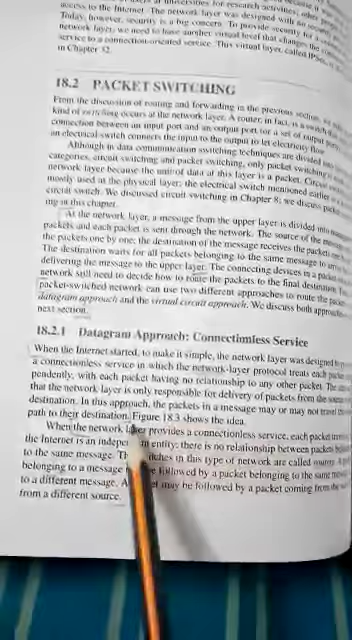 access to the Internet. The network layer was designed with no security
Today, however, security is a big concern. To provide security for a
network layer, we need to have another virtual level that changes the
service to a connection-oriented service. This virtual layer, called IPSec, is
in Chapter 32.
18.2 PACKET SWITCHING
From the discussion of routing and forwarding in the previous section, we
kind of switching occurs at the network layer. A router, in fact, is a switch
connection between an input port and an output port (or a set of output ports),
an electrical switch connects the input to the output to let electricity flow.
Although in data communication switching techniques are divided into
categories, circuit switching and packet switching, only packet switching is
network layer because the unit of data at this layer is a packet. Circuit
mostly used at the physical layer; the electrical switch mentioned earlier is
circuit switch. We discussed circuit switching in Chapter 8; we discuss packet
ing in this chapter.
At the network layer, a message from the upper layer is divided into
packets and each packet is sent through the network. The source of the
the packets one by one; the destination of the message receives the packets
The destination waits for all packets belonging to the same message to
delivering the message to the upper layer. The connecting devices in a packet
network still need to decide how to route the packets to the final destination.
packet-switched network can use two different approaches to route the
datagram approach and the virtual circuit approach. We discuss both approaches
next section.
18.2.1 Datagram Approach: Connectionless Service
When the Internet started, to make it simple, the network layer was designed
a connectionless service in which the network-layer protocol treats each packet
pendently, with each packet having no relationship to any other packet. The
that the network layer is only responsible for delivery of packets from the source
destination. In this approach, the packets in a message may or may not travel the
path to their destination. Figure 18.3 shows the idea.
When the network layer provides a connectionless service, each packet
the Internet is an entity; there is no relationship between packets
to the same message. in this type of network are called
belonging to a message followed by a packet belonging to the same
to a different message. A may be followed by a packet coming from the
from a different source.